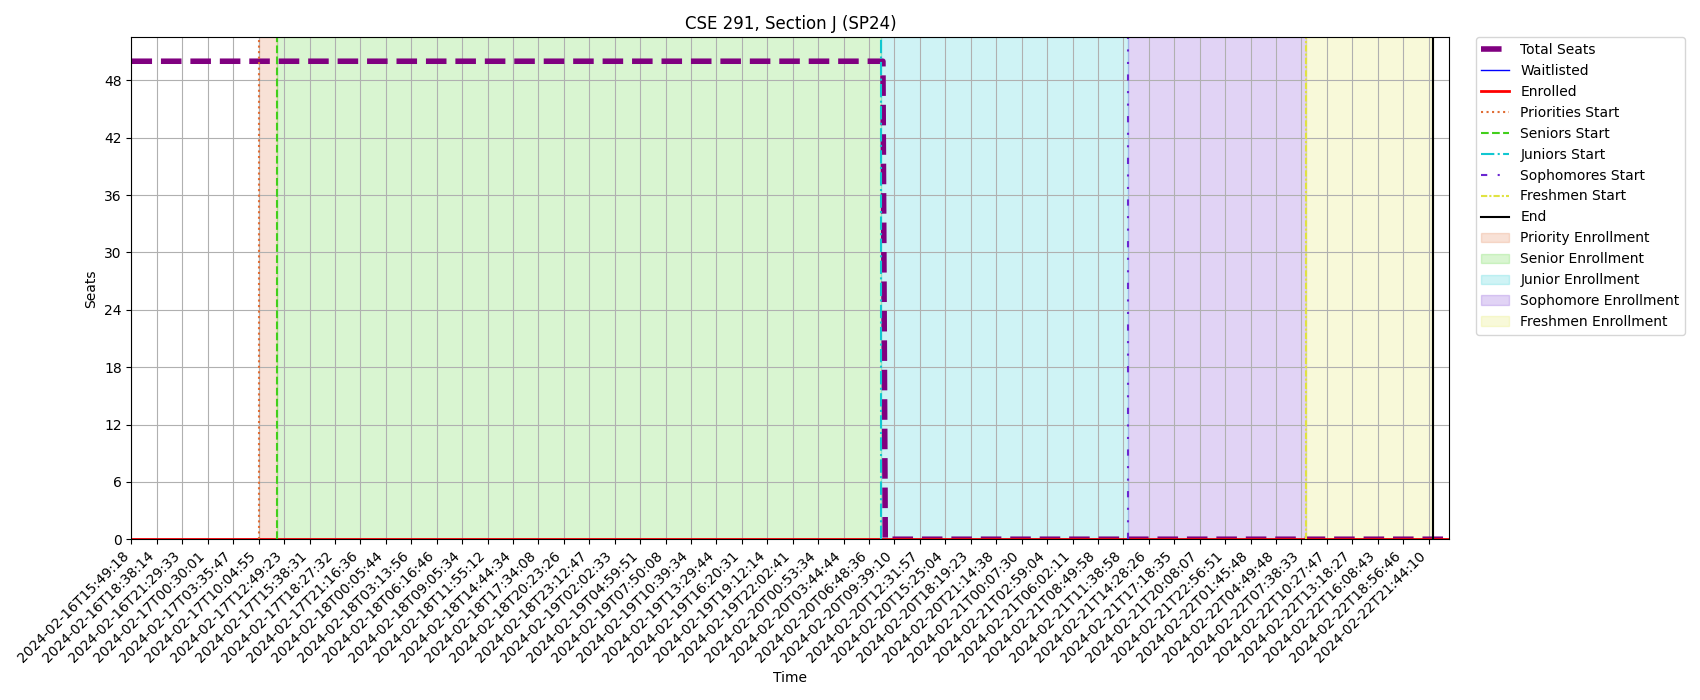 CSE 291, Section J (SP24)
Seats
48
42
36
30
24
18
12
6
0
2024-02-16T15:49:18
2024-02-16T18:38:14
2024-02-16T21:29:33
2024-02-17T00:30:01
2024-02-17T03:35:47
2024-02-17T10:04:55
2024-02-17T12:49:23
2024-02-17T15:38:31
2024-02-17T18:27:32
2024-02-17T21:16:36
2024-02-18T00:05:44
2024-02-18T03:13:56
2024-02-18T06:16:46
2024-02-18T09:05:34
2024-02-18T11:55:12
2024-02-18T14:44:34
2024-02-18T17:34:08
2024-02-18T20:23:26
2024-02-18T23:12:47
2024-02-19T02:02:33
2024-02-19T04:59:51
2024-02-19T07:50:08
2024-02-19T10:39:34
2024-02-19T13:29:44
2024-02-19T16:20:31
2024-02-19T19:12:14
2024-02-19T22:02:41
2024-02-20T00:53:34
2024-02-20T03:44:44
2024-02-20T06:48:36
2024-02-20T09:39:10
2024-02-20T12:31:57
2024-02-20T15:25:04
2024-02-20T18:19:23
2024-02-20T21:14:38
2024-02-21T00:07:30
2024-02-21T02:59:04
2024-02-21T06:02:11
2024-02-21T08:49:58
2024-02-21T11:38:58
2024-02-21T14:28:26
2024-02-21T17:18:35
2024-02-21T20:08:07
2024-02-21T22:56:51
2024-02-22T01:45:48
2024-02-22T04:49:48
2024-02-22T07:38:33
2024-02-22T10:27:47
2024-02-22T13:18:27
2024-02-22T16:08:43
2024-02-22T18:56:46
2024-02-22T21:44:10
Time
Total Seats
Waitlisted
Enrolled
Priorities Start
Seniors Start
Juniors Start
Sophomores Start
Freshmen Start
End
Priority Enrollment
Senior Enrollment
Junior Enrollment
Sophomore Enrollment
Freshmen Enrollment